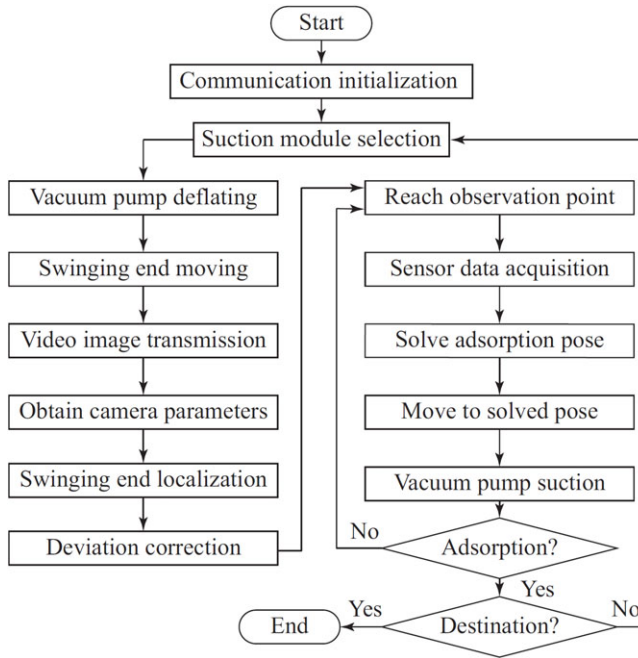 Start
Communication initialization
Suction module selection
Vacuum pump deflating
Swinging end moving
Video image transmission
Obtain camera parameters
Swinging end localization
Deviation correction
Reach observation point
Sensor data acquisition
Solve adsorption pose
Move to solved pose
Vacuum pump suction
No
Adsorption?
Yes
Yes
Destination?
No
End